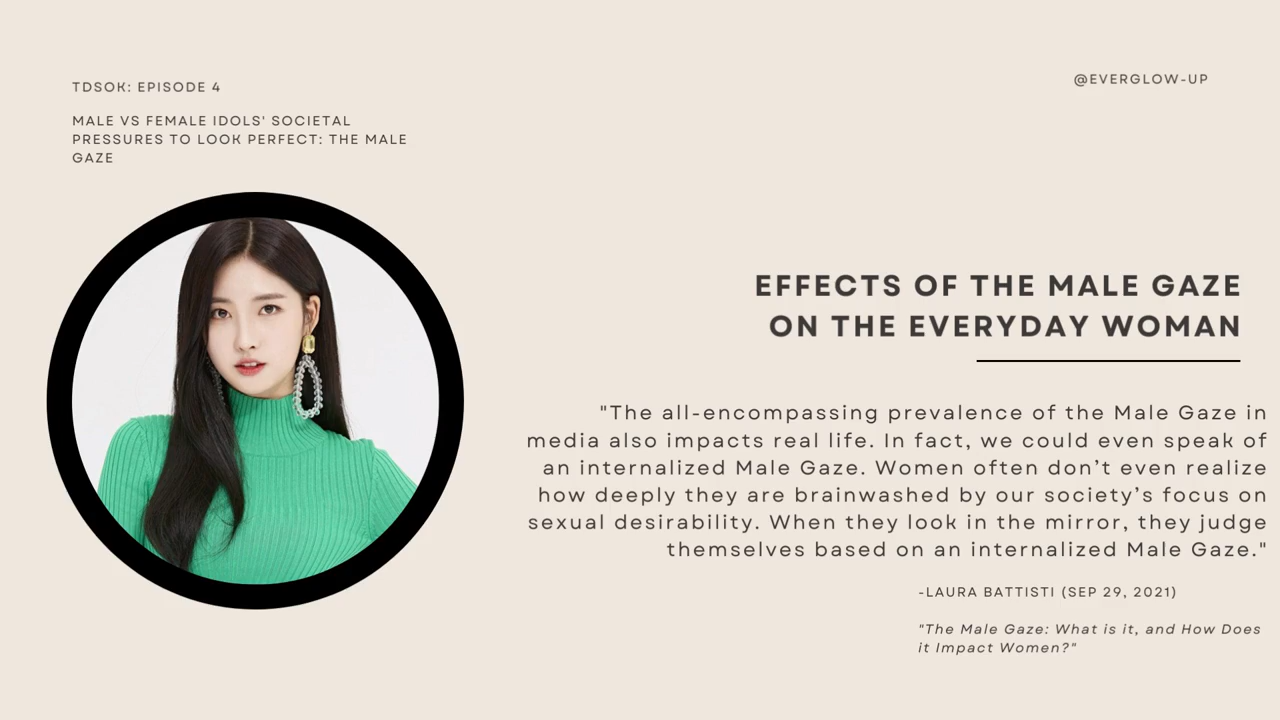 TDSOK: EPISODE 4
MALE VS FEMALE IDOLS' SOCIETAL
PRESSURES TO LOOK PERFECT: THE MALE
GAZE
@EVERGLOW-UP
EFFECTS OF THE MALE GAZE
ON THE EVERYDAY WOMAN
"The all-encompassing prevalence of the Male Gaze in
media also impacts real life. In fact, we could even speak of
an internalized Male Gaze. Women often don’t even realize
how deeply they are brainwashed by our society’s focus on
sexual desirability. When they look in the mirror, they judge
themselves based on an internalized Male Gaze."
-LAURA BATTISTI (SEP 29, 2021)
"The Male Gaze: What is it, and How Does
it Impact Women?"